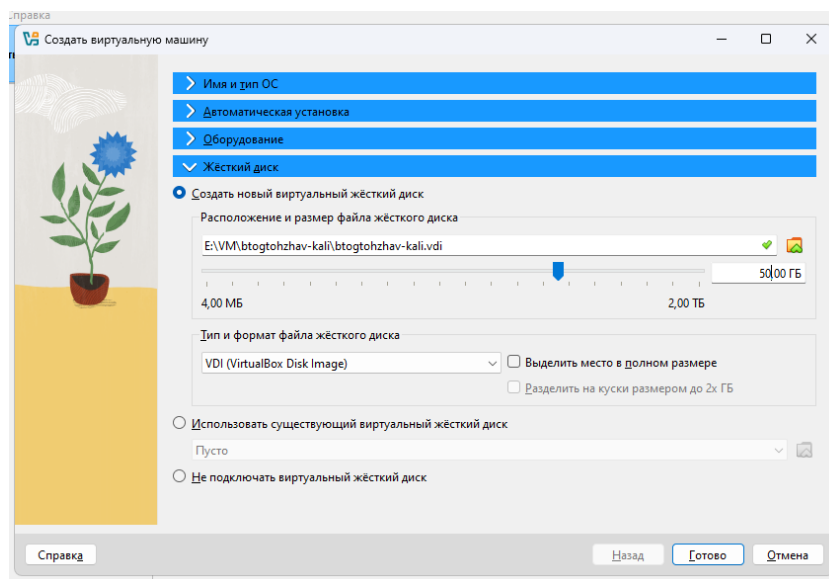 Справка
Создать виртуальную машину
Имя и тип ОС
Автоматическая установка
Оборудование
Жёсткий диск
Создать новый виртуальный жёсткий диск
Расположение и размер файла жёсткого диска
E:\VM\btogtohzhav-kali\btogtohzhav-kali.vdi
50,00 ГБ
4,00 МБ 2,00 ТБ
Тип и формат файла жёсткого диска
VDI (VirtualBox Disk Image) Выделить место в полном размере
Разделить на куски размером до 2х ГБ
Использовать существующий виртуальный жёсткий диск
Пусто
Не подключать виртуальный жёсткий диск
Справка Назад Готово Отмена